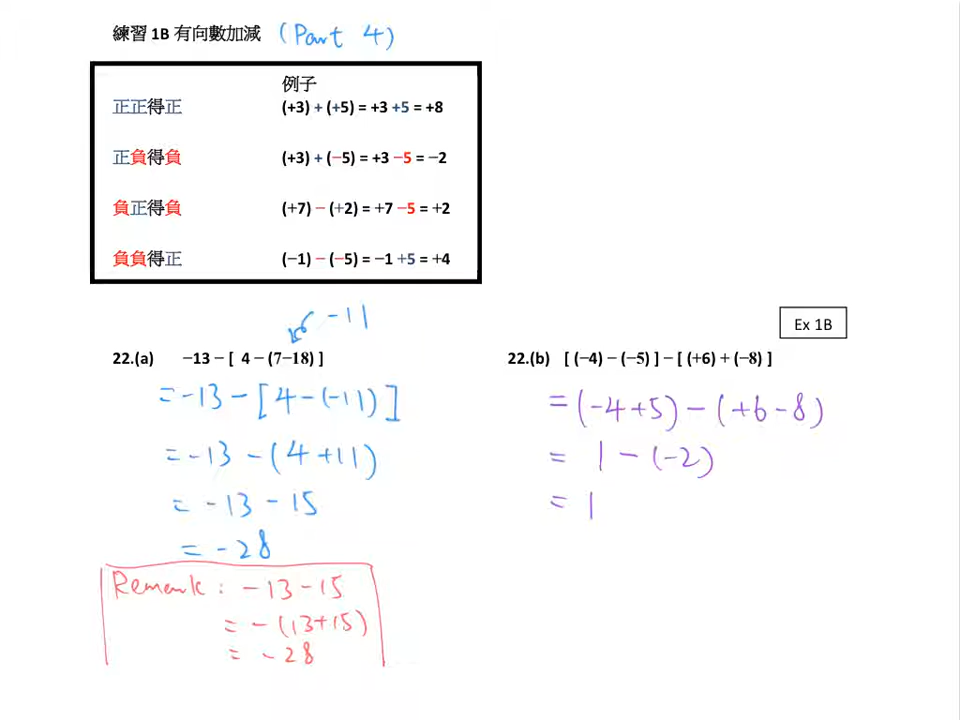 練習 1B 有向數加減 (Part 4)
例子
正正得正 (+3) + (+5) = +3 +5 = +8
正負得負 (+3) + (−5) = +3 −5 = −2
負正得負 (+7) − (+2) = +7 −5 = +2
負負得正 (−1) − (−5) = −1 +5 = +4
Ex 1B
-11
22.(a) −13 − [ 4 − (7−18) ]
= -13 - [4 - (-11)]
= -13 - (4 + 11)
= -13 - 15
= -28
Remark: -13 - 15
= -(13+15)
= -28
22.(b) [ (−4) − (−5) ] − [ (+6) + (−8) ]
= (-4+5) - (+6-8)
= 1 - (-2)
= 1